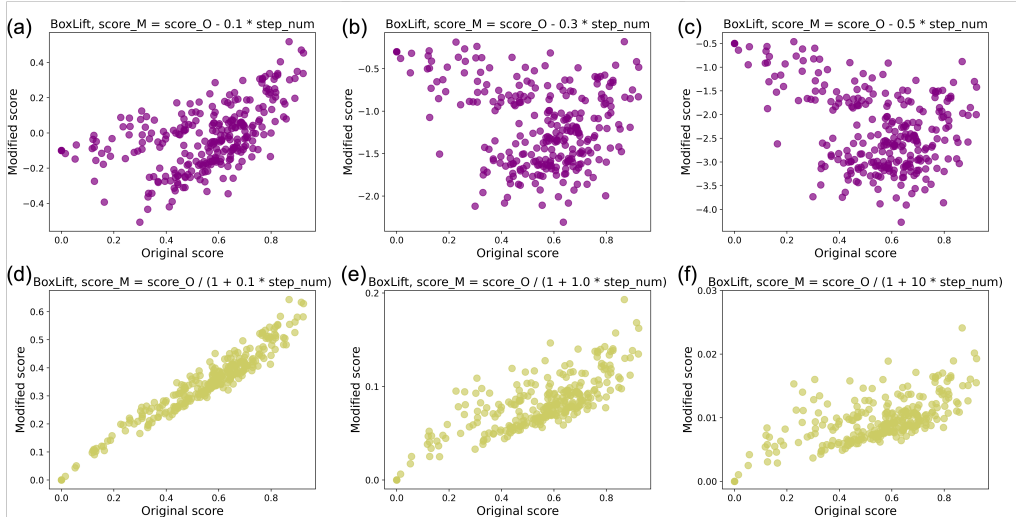 (a) BoxLift, score_M = score_O - 0.1 * step_num
Modified score
0.4
0.2
0.0
−0.2
−0.4
0.0 0.2 0.4 0.6 0.8
Original score
(b) BoxLift, score_M = score_O - 0.3 * step_num
Modified score
−0.5
−1.0
−1.5
−2.0
0.0 0.2 0.4 0.6 0.8
Original score
(c) BoxLift, score_M = score_O - 0.5 * step_num
Modified score
−0.5
−1.0
−1.5
−2.0
−2.5
−3.0
−3.5
−4.0
0.0 0.2 0.4 0.6 0.8
Original score
(d) BoxLift, score_M = score_O / (1 + 0.1 * step_num)
Modified score
0.6
0.5
0.4
0.3
0.2
0.1
0.0
0.0 0.2 0.4 0.6 0.8
Original score
(e) BoxLift, score_M = score_O / (1 + 1.0 * step_num)
Modified score
0.2
0.1
0.0
0.0 0.2 0.4 0.6 0.8
Original score
(f) BoxLift, score_M = score_O / (1 + 10 * step_num)
Modified score
0.03
0.02
0.01
0.00
0.0 0.2 0.4 0.6 0.8
Original score